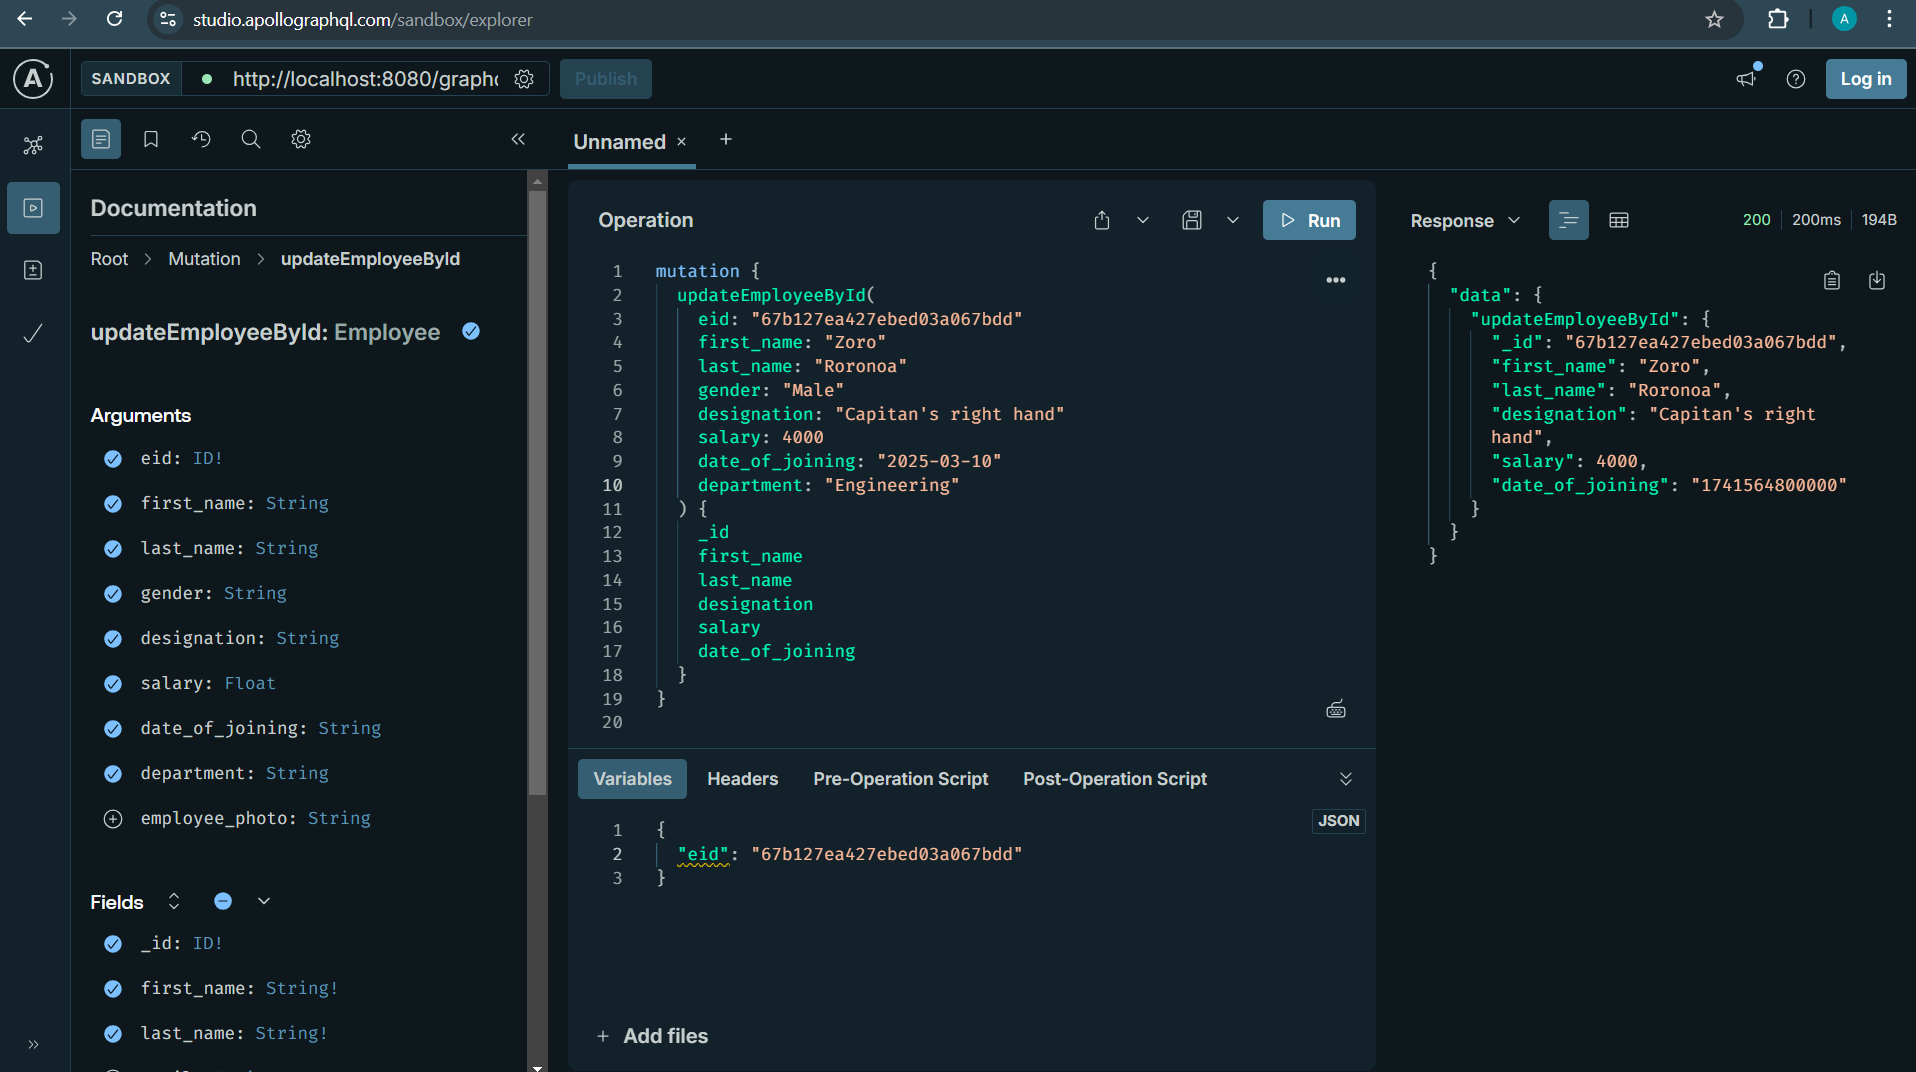 studio.apollographql.com/sandbox/explorer
A
SANDBOX
http://localhost:8080/graphq
Publish
Log in
Unnamed
Documentation
Root > Mutation > updateEmployeeById
updateEmployeeById: Employee
Arguments
eid: ID!
first_name: String
last_name: String
gender: String
designation: String
salary: Float
date_of_joining: String
department: String
employee_photo: String
Fields
_id: ID!
first_name: String!
last_name: String!
Operation
Run
1 mutation {
2 updateEmployeeById(
3 eid: "67b127ea427ebed03a067bdd"
4 first_name: "Zoro"
5 last_name: "Roronoa"
6 gender: "Male"
7 designation: "Capitan's right hand"
8 salary: 4000
9 date_of_joining: "2025-03-10"
10 department: "Engineering"
11 ) {
12 _id
13 first_name
14 last_name
15 designation
16 salary
17 date_of_joining
18 }
19 }
20
Variables Headers Pre-Operation Script Post-Operation Script
JSON
1 {
2 "eid": "67b127ea427ebed03a067bdd"
3 }
+ Add files
Response
200 200ms 194B
{
"data": {
"updateEmployeeById": {
"_id": "67b127ea427ebed03a067bdd",
"first_name": "Zoro",
"last_name": "Roronoa",
"designation": "Capitan's right
hand",
"salary": 4000,
"date_of_joining": "1741564800000"
}
}
}